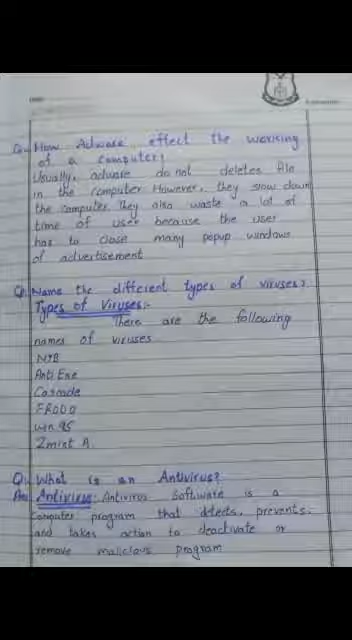 Q:- How Adware effect the working
of a computer?
Usually, adware do not deletes file
in the computer However, they slow down
the computer. They also waste a lot of
time of user because the user
has to close many popup windows
of advertisement
Q:- Name the different types of viruses?
Types of Viruses:-
There are the following
names of viruses
NYB
Anti Exe
Cascade
FRODO
win 95
Zmist A.
Q:- What is an Antivirus?
Ans Antivirus: Antivirus Software is a
computer program that detects, prevents,
and takes action to deactivate or
remove malicious program